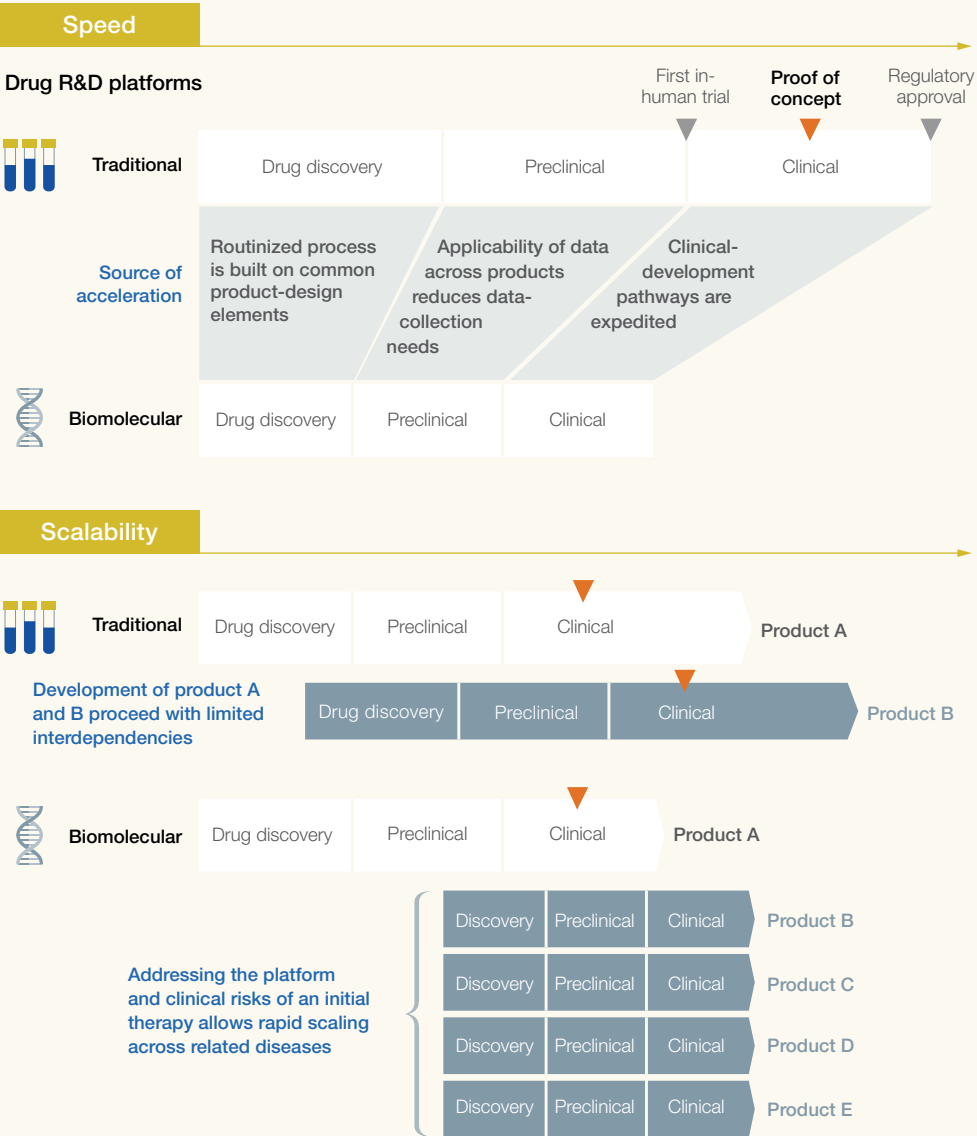 Speed
Drug R&D platforms
First in-
human trial
Proof of
concept
Regulatory
approval
Traditional
Drug discovery
Preclinical
Clinical
Source of
acceleration
Routinized process
is built on common
product-design
elements
Applicability of data
across products
reduces data-
collection
needs
Clinical-
development
pathways are
expedited
Biomolecular
Drug discovery
Preclinical
Clinical
Scalability
Traditional
Drug discovery
Preclinical
Clinical
Product A
Development of product A
and B proceed with limited
interdependencies
Drug discovery
Preclinical
Clinical
Product B
Biomolecular
Drug discovery
Preclinical
Clinical
Product A
Addressing the platform
and clinical risks of an initial
therapy allows rapid scaling
across related diseases
Discovery
Preclinical
Clinical
Product B
Discovery
Preclinical
Clinical
Product C
Discovery
Preclinical
Clinical
Product D
Discovery
Preclinical
Clinical
Product E